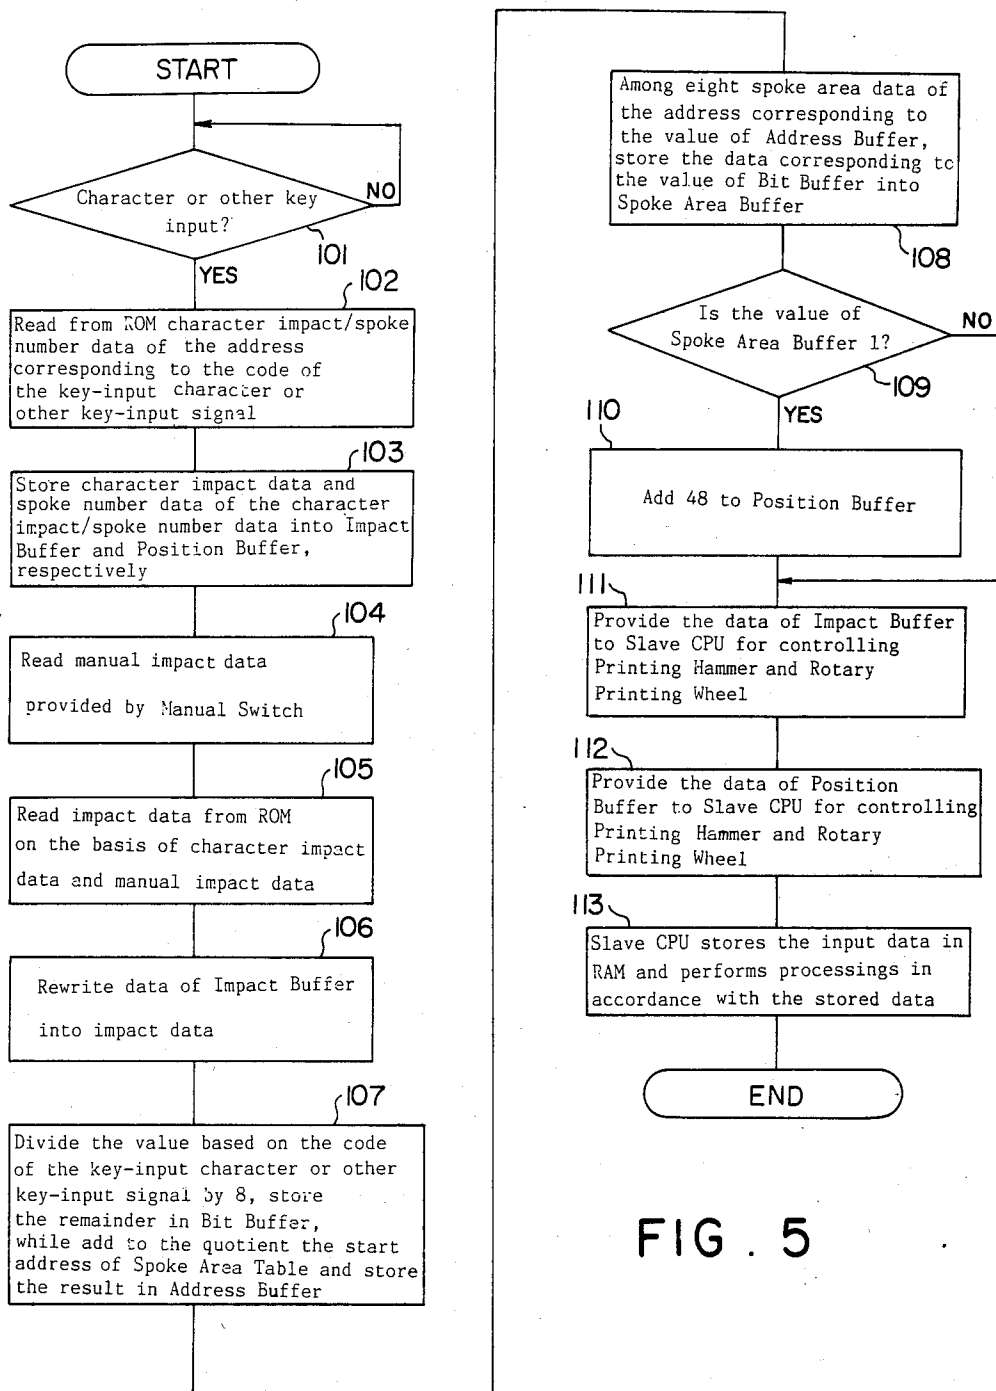 START
Character or other key
input?
NO
101
YES
102
Read from ROM character impact/spoke
number data of the address
corresponding to the code of
the key-input character or
other key-input signal
103
Store character impact data and
spoke number data of the character
impact/spoke number data into Impact
Buffer and Position Buffer,
respectively
104
Read manual impact data
provided by Manual Switch
105
Read impact data from ROM
on the basis of character impact
data and manual impact data
106
Rewrite data of Impact Buffer
into impact data
107
Divide the value based on the code
of the key-input character or other
key-input signal by 8, store
the remainder in Bit Buffer,
while add to the quotient the start
address of Spoke Area Table and store
the result in Address Buffer
Among eight spoke area data of
the address corresponding to
the value of Address Buffer,
store the data corresponding to
the value of Bit Buffer into
Spoke Area Buffer
108
Is the value of
Spoke Area Buffer 1?
NO
109
YES
110
Add 48 to Position Buffer
111
Provide the data of Impact Buffer
to Slave CPU for controlling
Printing Hammer and Rotary
Printing Wheel
112
Provide the data of Position
Buffer to Slave CPU for controlling
Printing Hammer and Rotary
Printing Wheel
113
Slave CPU stores the input data in
RAM and performs processings in
accordance with the stored data
END
FIG. 5